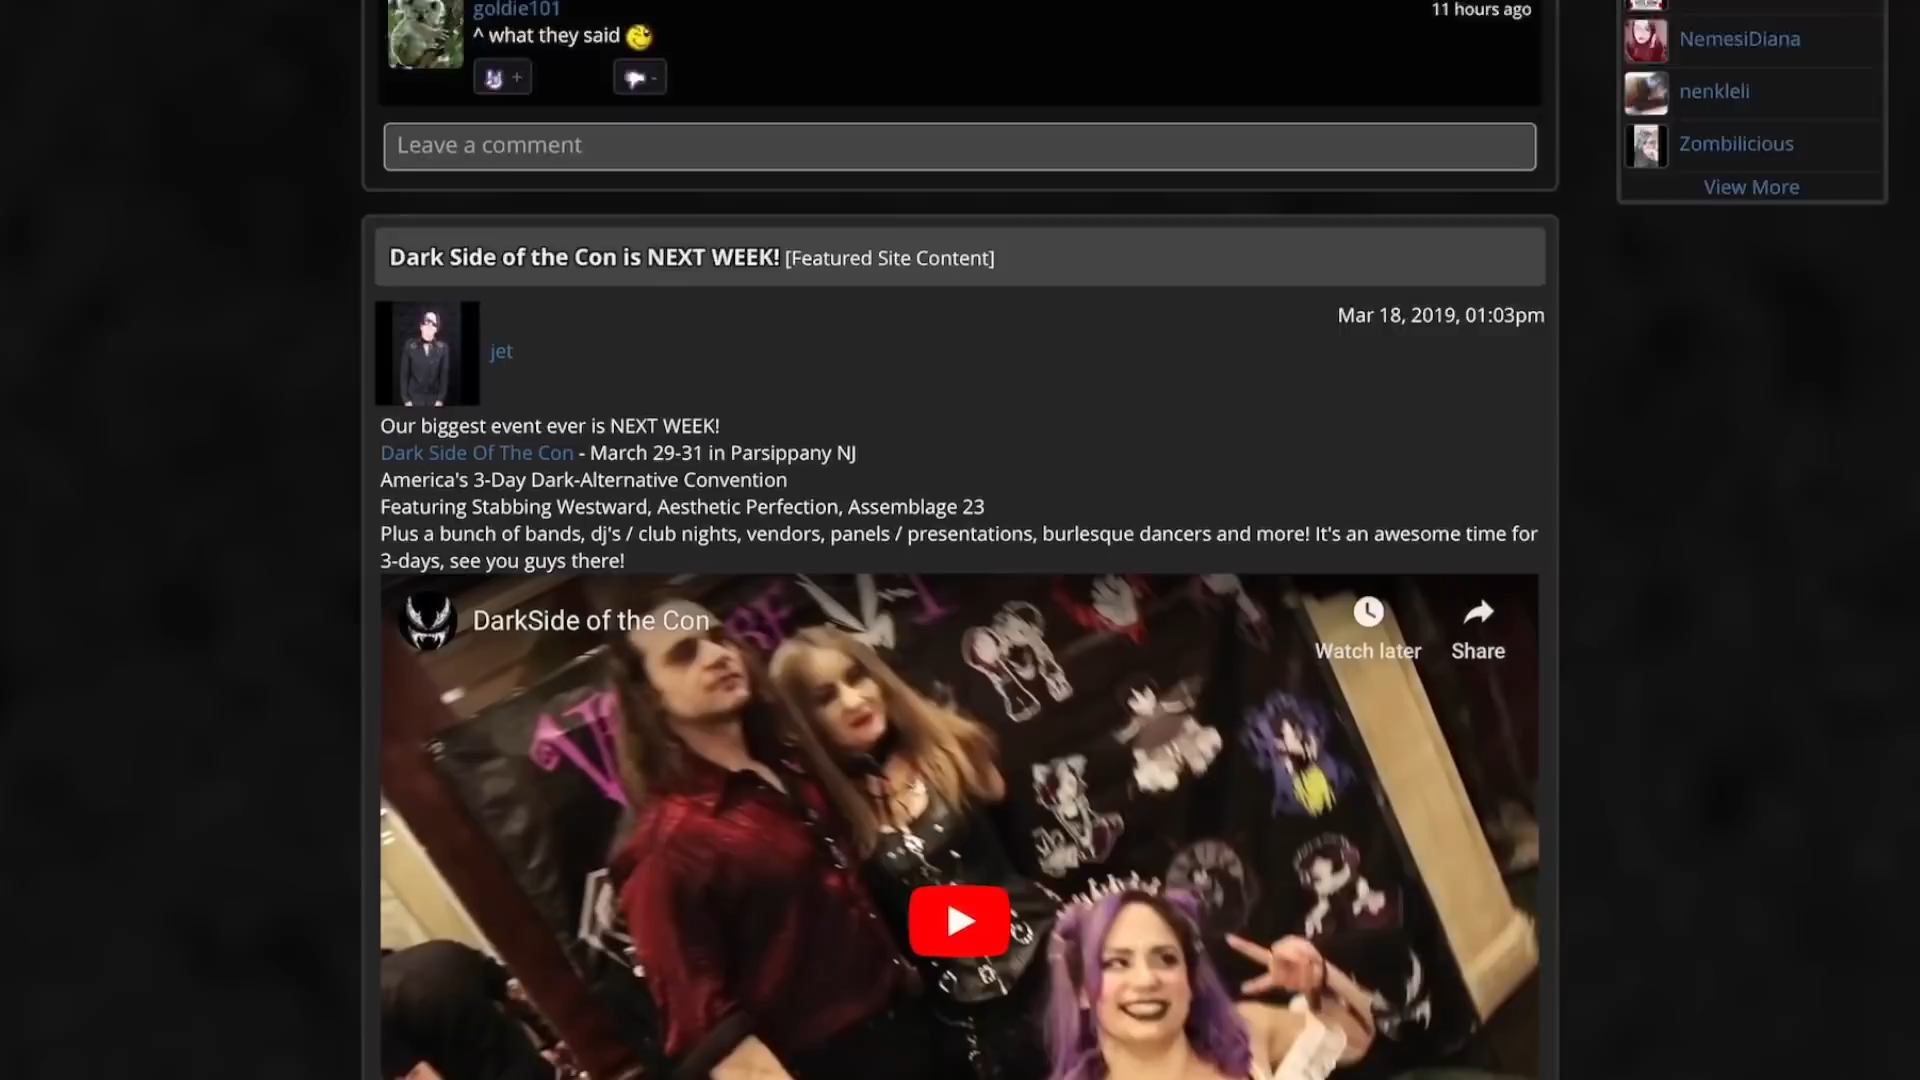 goldie101
11 hours ago
^ what they said
+
-
Leave a comment
NemesiDiana
nenkleli
Zombilicious
View More
Dark Side of the Con is NEXT WEEK! [Featured Site Content]
Mar 18, 2019, 01:03pm
jet
Our biggest event ever is NEXT WEEK!
Dark Side Of The Con - March 29-31 in Parsippany NJ
America's 3-Day Dark-Alternative Convention
Featuring Stabbing Westward, Aesthetic Perfection, Assemblage 23
Plus a bunch of bands, dj's / club nights, vendors, panels / presentations, burlesque dancers and more! It's an awesome time for
3-days, see you guys there!
DarkSide of the Con
Watch later
Share